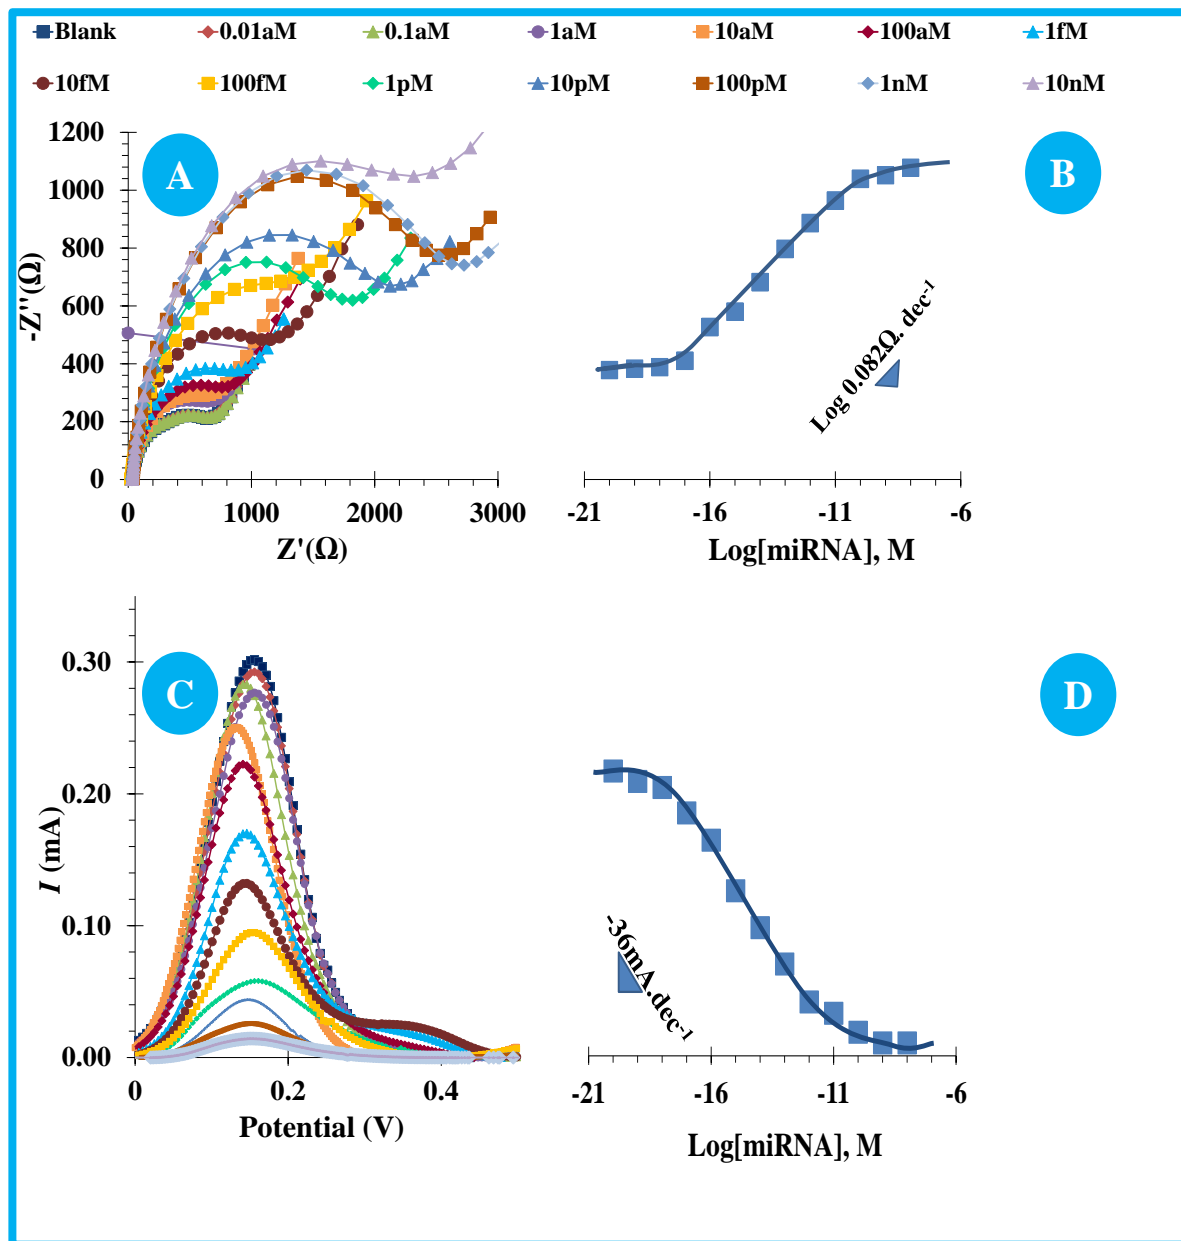 Blank 0.01aM 0.1aM 1aM 10aM 100aM 1fM
10fM 100fM 1pM 10pM 100pM 1nM 10nM
A
-Z''(Ω)
1200
1000
800
600
400
200
0
0 1000 2000 3000
Z'(Ω)
B
Log 0.082Ω. dec⁻¹
-21 -16 -11 -6
Log[miRNA], M
C
I (mA)
0.30
0.20
0.10
0.00
0 0.2 0.4
Potential (V)
D
-36mA.dec⁻¹
-21 -16 -11 -6
Log[miRNA], M